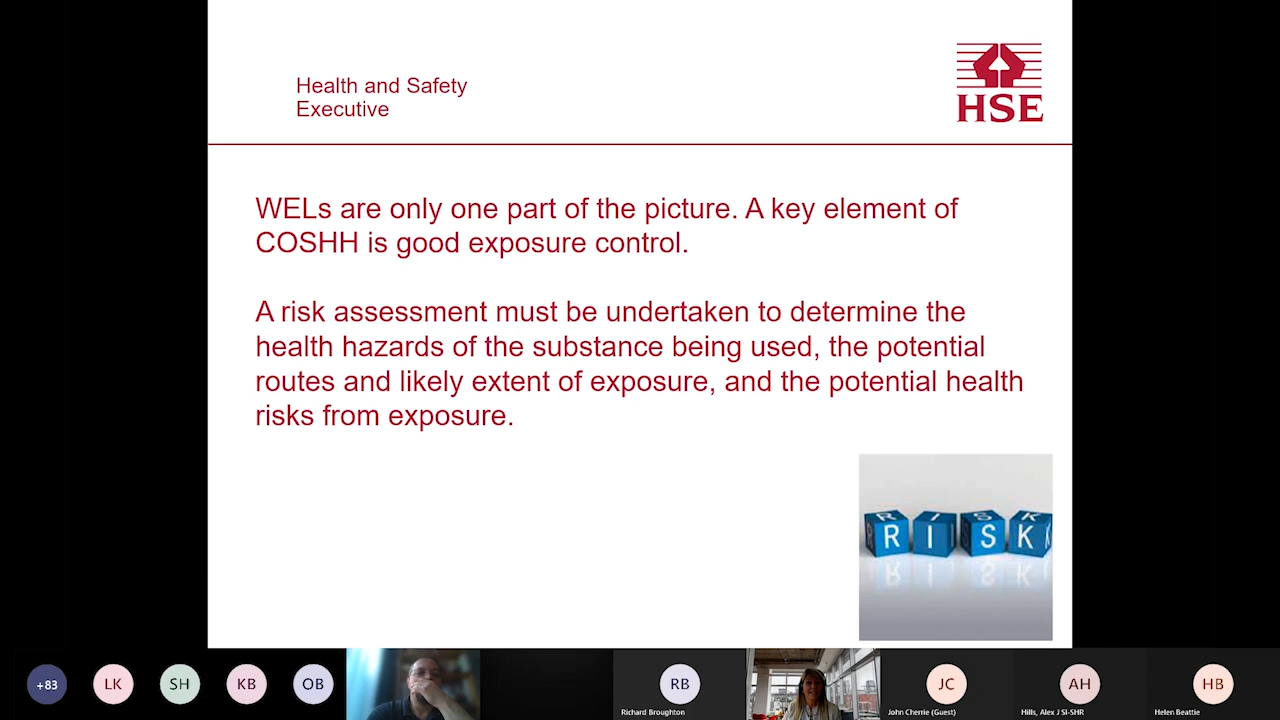 Health and Safety
Executive
HSE
WELs are only one part of the picture. A key element of
COSHH is good exposure control.
A risk assessment must be undertaken to determine the
health hazards of the substance being used, the potential
routes and likely extent of exposure, and the potential health
risks from exposure.
R I S K
R I S K
+83
LK
SH
KB
OB
RB
Richard Broughton
JC
John Cherrie (Guest)
AH
Hills, Alex J SI-SHR
HB
Helen Beattie